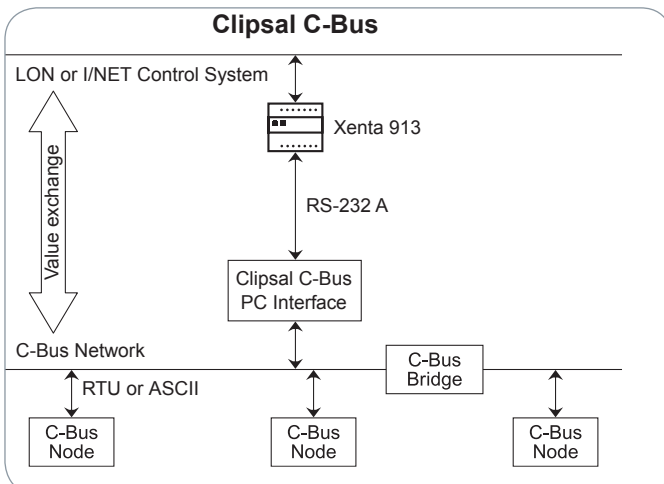 Clipsal C-Bus
LON or I/NET Control System
Xenta 913
Value exchange
RS-232 A
Clipsal C-Bus
PC Interface
C-Bus Network
C-Bus
Bridge
RTU or ASCII
C-Bus
Node
C-Bus
Node
C-Bus
Node